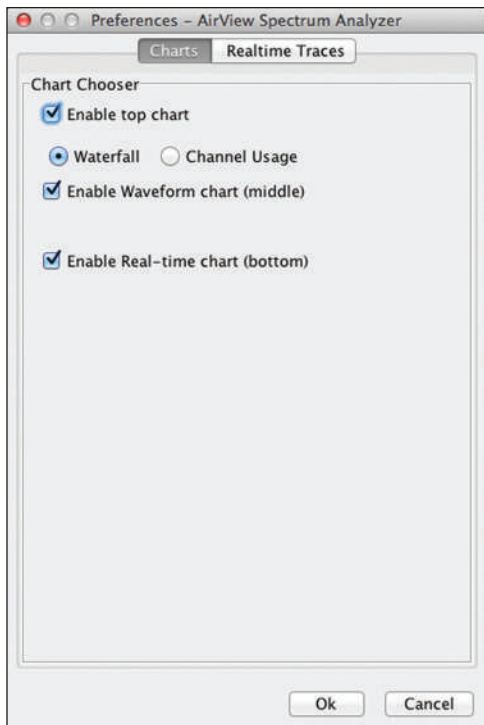 Preferences – AirView Spectrum Analyzer
Charts Realtime Traces
Chart Chooser
Enable top chart
Waterfall Channel Usage
Enable Waveform chart (middle)
Enable Real-time chart (bottom)
Ok Cancel